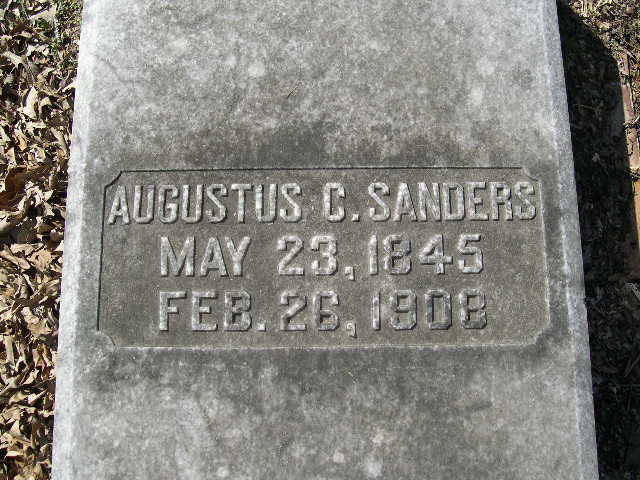 AUGUSTUS C. SANDERS
MAY 23, 1845
FEB. 26, 1908